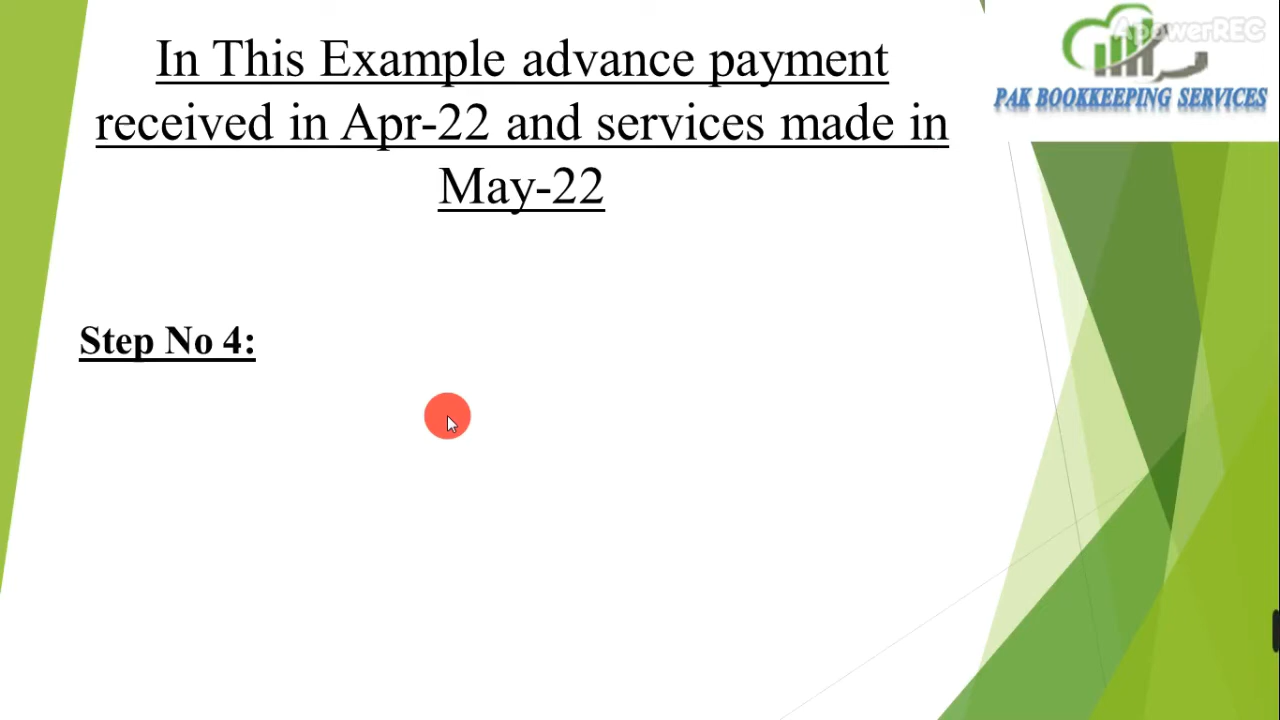 ApowerREC
In This Example advance payment
received in Apr-22 and services made in
May-22
PAK BOOKKEEPING SERVICES
Step No 4: